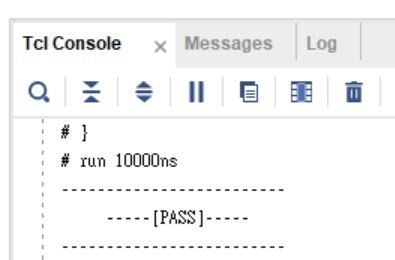 Tcl Console × Messages Log
# }
# run 10000ns
-------------------------
-----[PASS]-----
-------------------------